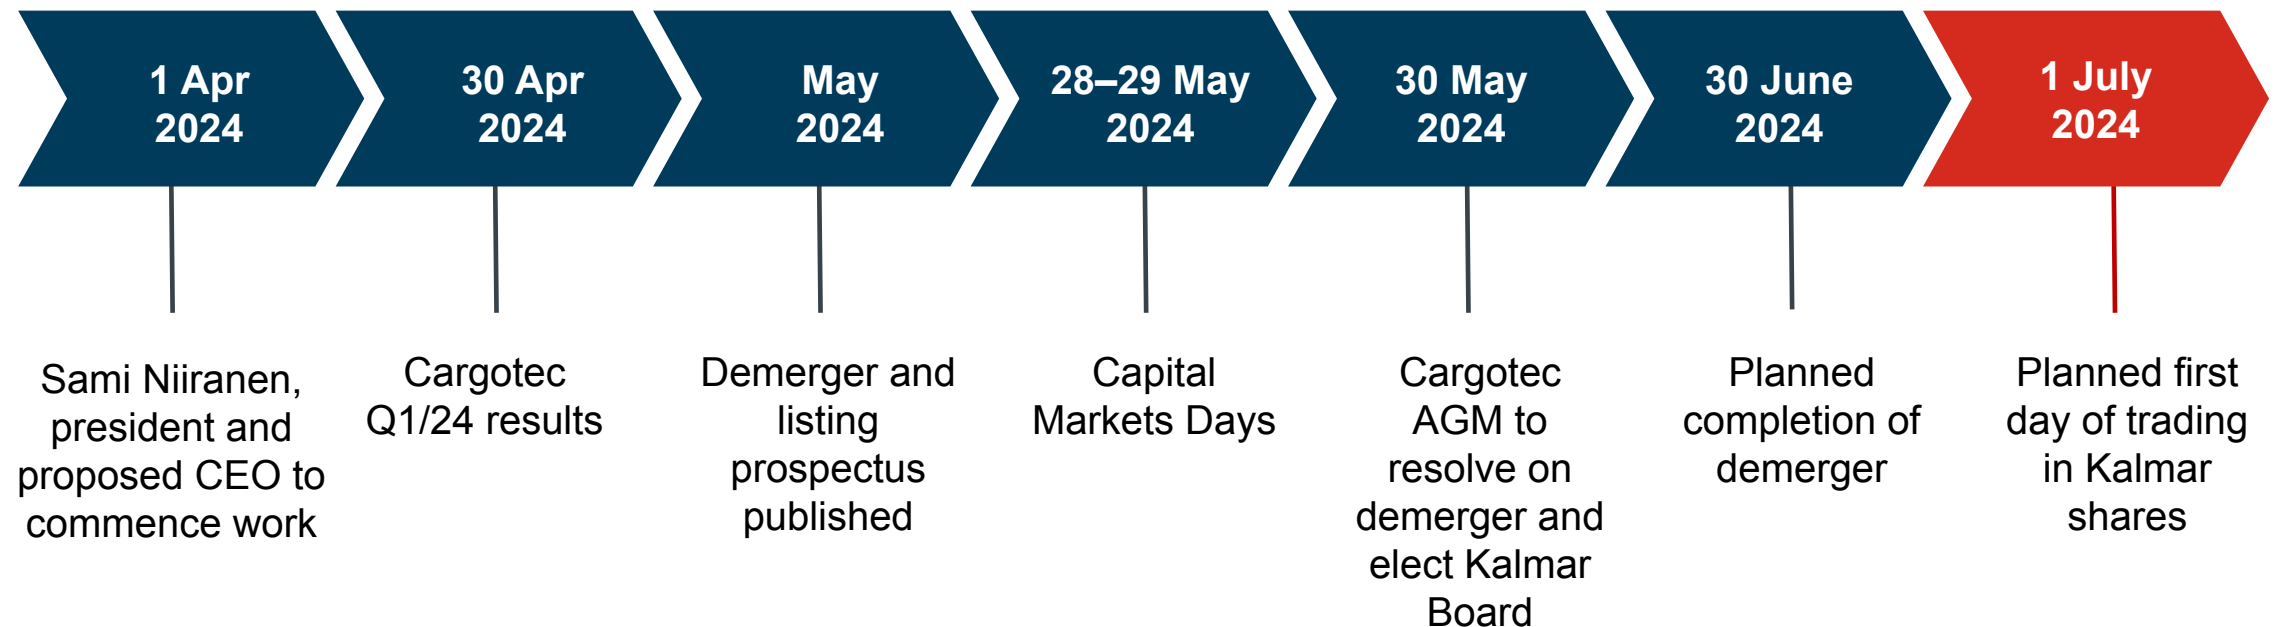 1 Apr
2024
30 Apr
2024
May
2024
28–29 May
2024
30 May
2024
30 June
2024
1 July
2024
Sami Niiranen,
president and
proposed CEO to
commence work
Cargotec
Q1/24 results
Demerger and
listing
prospectus
published
Capital
Markets Days
Cargotec
AGM to
resolve on
demerger and
elect Kalmar
Board
Planned
completion of
demerger
Planned first
day of trading
in Kalmar
shares